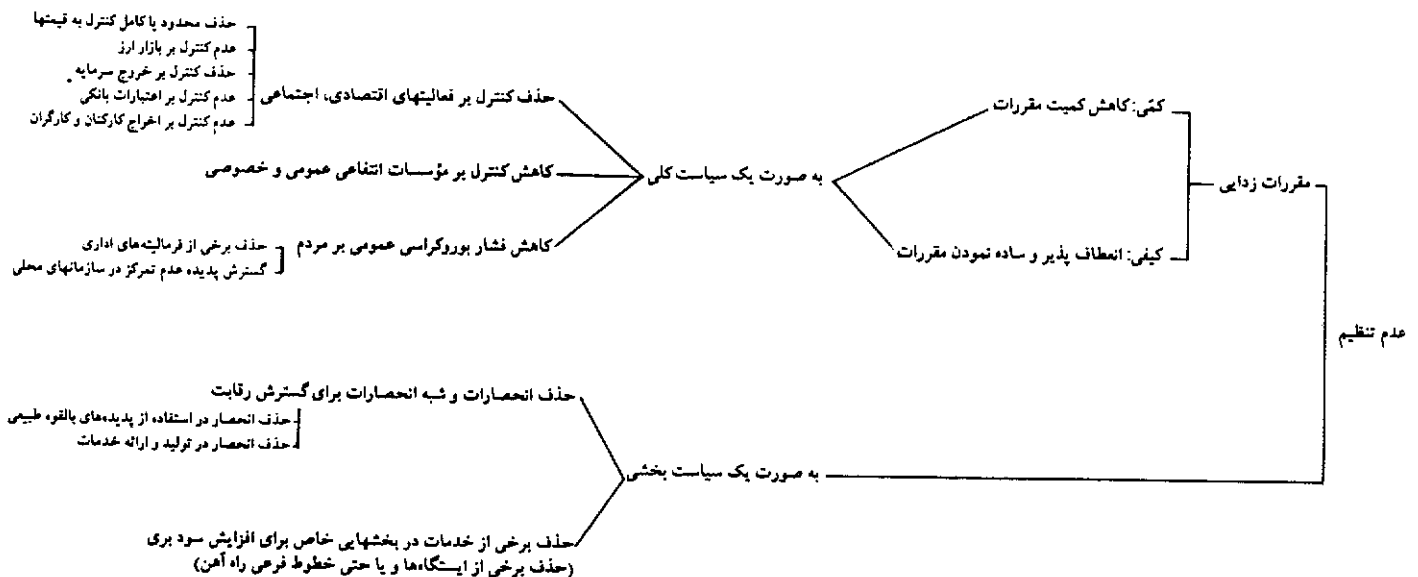 عدم تنظیم
مقررات زدایی
کمّی: کاهش کمیت مقررات
کیفی: انعطاف پذیر و ساده نمودن مقررات
به صورت یک سیاست کلی
حذف کنترل بر فعالیتهای اقتصادی، اجتماعی
حذف محدود یا کامل کنترل به قیمتها
عدم کنترل بر بازار ارز
حذف کنترل بر خروج سرمایه
عدم کنترل بر اعتبارات بانکی
عدم کنترل بر اخراج کارکنان و کارگران
کاهش کنترل بر مؤسسات انتفاعی عمومی و خصوصی
کاهش فشار بوروکراسی عمومی بر مردم
حذف برخی از فرمالیته‌های اداری
گسترش پدیده عدم تمرکز در سازمانهای محلی
به صورت یک سیاست بخشی
حذف انحصارات و شبه انحصارات برای گسترش رقابت
حذف انحصار در استفاده از پدیده‌های بالقوه طبیعی
حذف انحصار در تولید و ارائه خدمات
حذف برخی از خدمات در بخشهایی خاص برای افزایش سود بری
(حذف برخی از ایستگاه‌ها و یا حتی خطوط فرعی راه آهن)